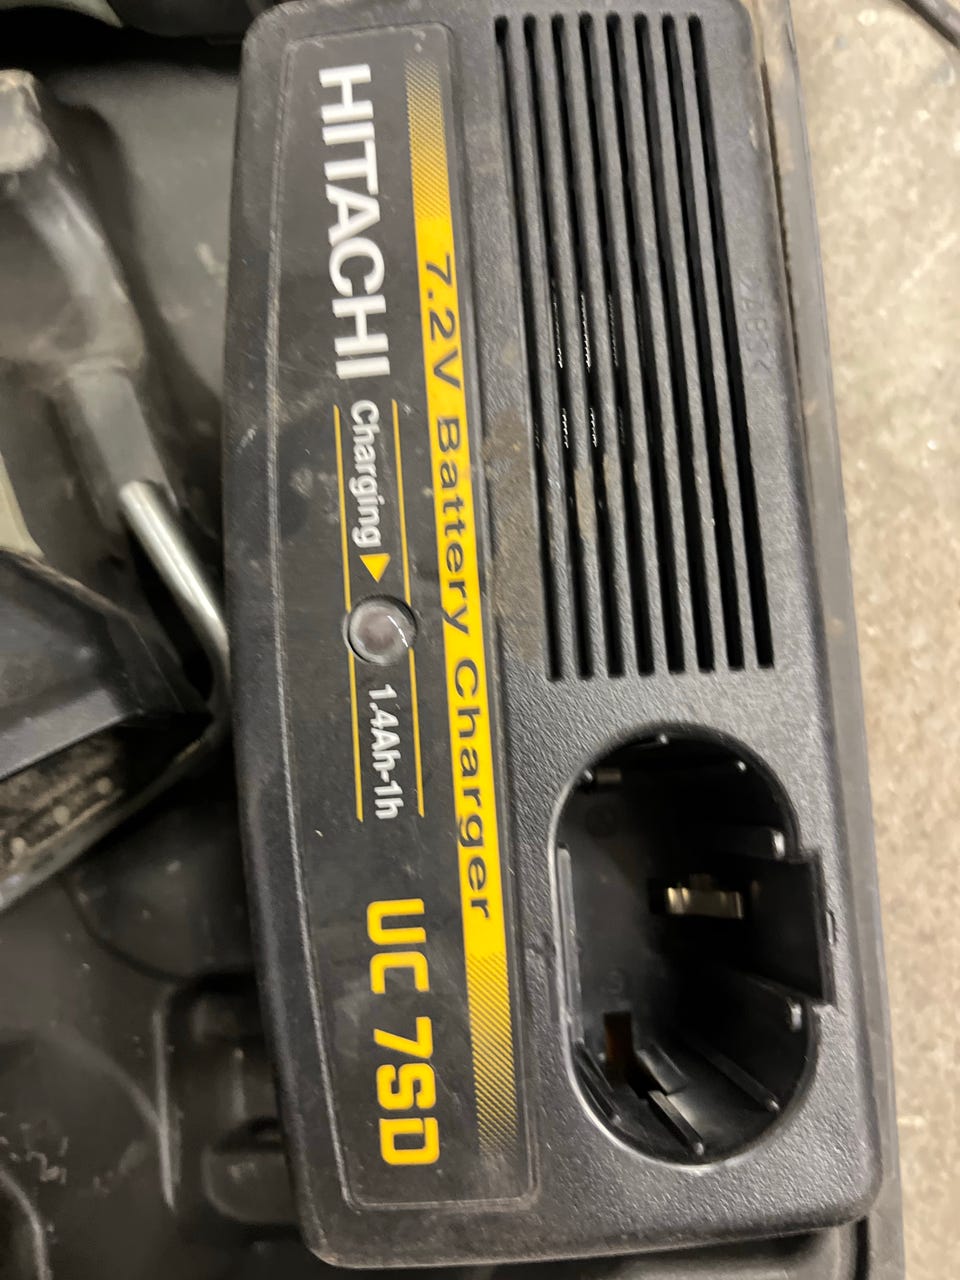 7.2V Battery Charger
HITACHI
Charging
1.4Ah-1h
UC 7SD